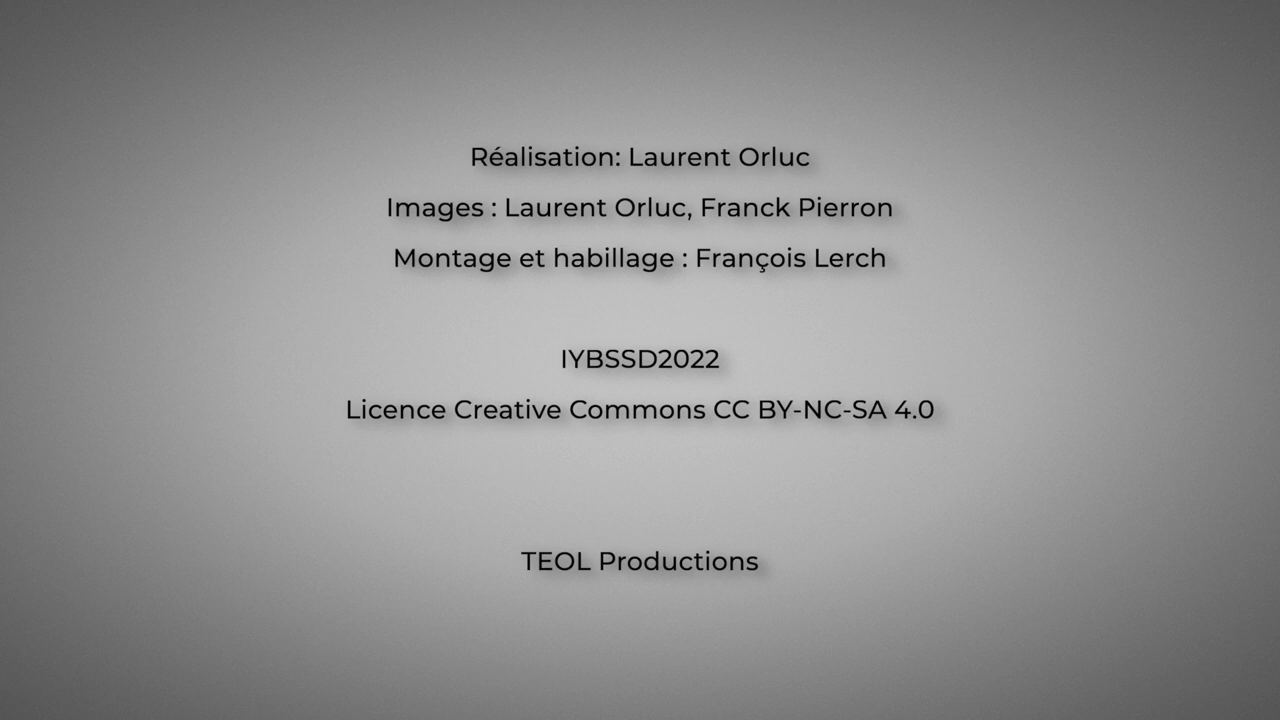 Réalisation: Laurent Orluc
Images : Laurent Orluc, Franck Pierron
Montage et habillage : François Lerch
IYBSSD2022
Licence Creative Commons CC BY-NC-SA 4.0
TEOL Productions